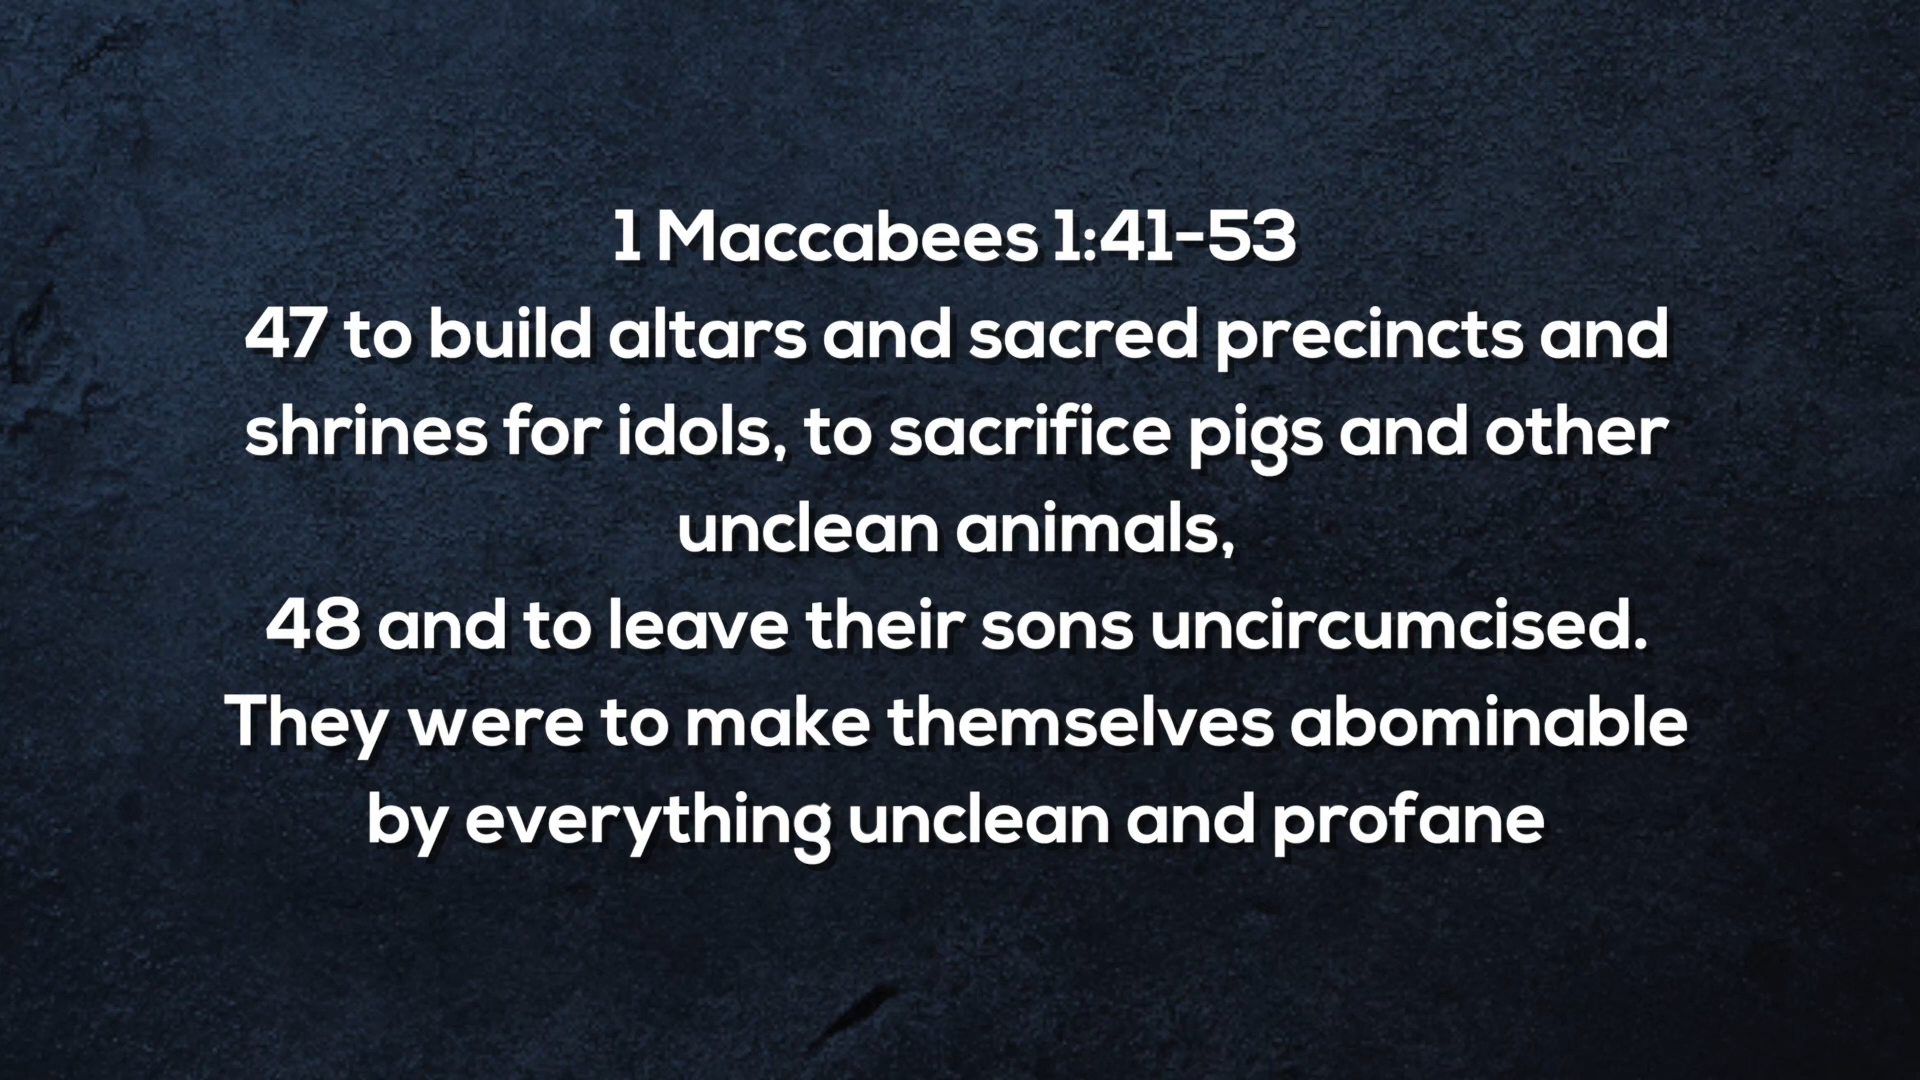 1 Maccabees 1:41-53
47 to build altars and sacred precincts and
shrines for idols, to sacrifice pigs and other
unclean animals,
48 and to leave their sons uncircumcised.
They were to make themselves abominable
by everything unclean and profane